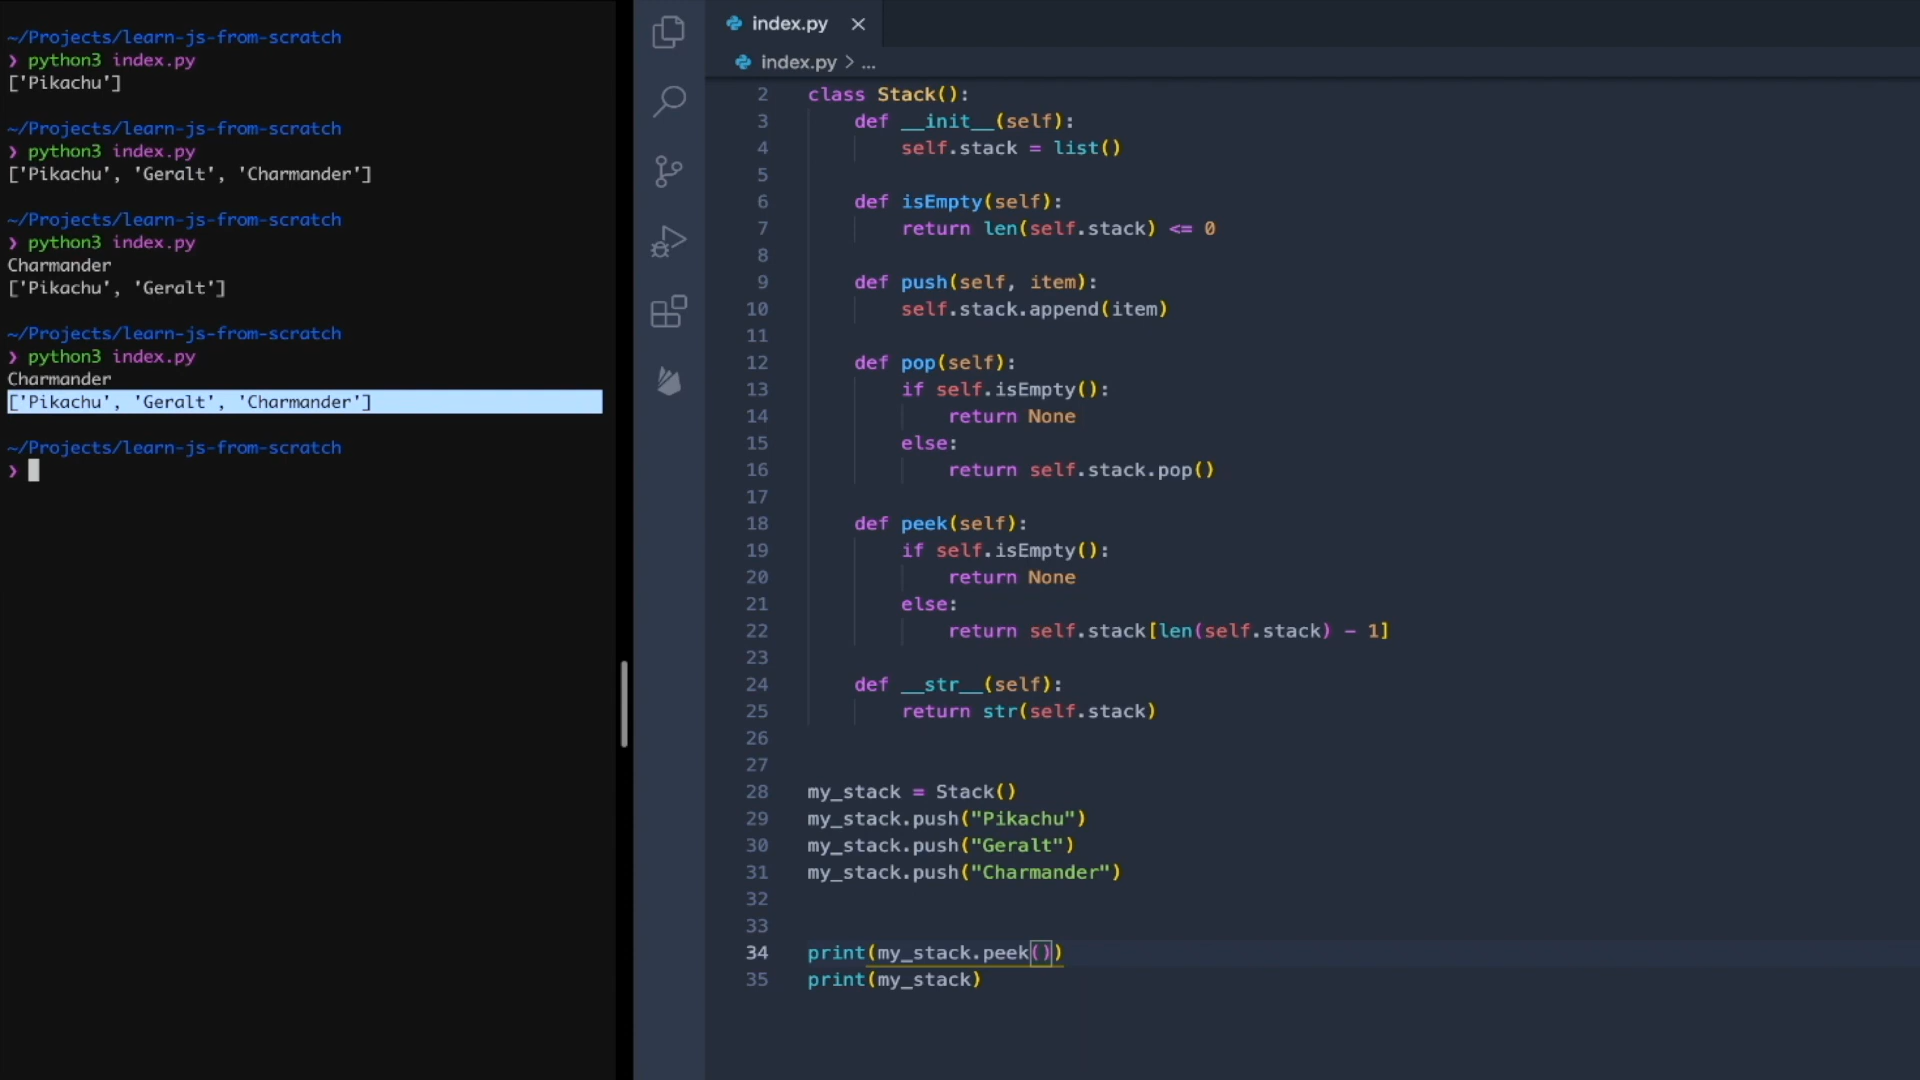 ~/Projects/learn-js-from-scratch
❯ python3 index.py
['Pikachu']
~/Projects/learn-js-from-scratch
❯ python3 index.py
['Pikachu', 'Geralt', 'Charmander']
~/Projects/learn-js-from-scratch
❯ python3 index.py
Charmander
['Pikachu', 'Geralt']
~/Projects/learn-js-from-scratch
❯ python3 index.py
Charmander
['Pikachu', 'Geralt', 'Charmander']
~/Projects/learn-js-from-scratch
❯
index.py
index.py > ...
2 class Stack():
3 def __init__(self):
4 self.stack = list()
5
6 def isEmpty(self):
7 return len(self.stack) <= 0
8
9 def push(self, item):
10 self.stack.append(item)
11
12 def pop(self):
13 if self.isEmpty():
14 return None
15 else:
16 return self.stack.pop()
17
18 def peek(self):
19 if self.isEmpty():
20 return None
21 else:
22 return self.stack[len(self.stack) - 1]
23
24 def __str__(self):
25 return str(self.stack)
26
27
28 my_stack = Stack()
29 my_stack.push("Pikachu")
30 my_stack.push("Geralt")
31 my_stack.push("Charmander")
32
33
34 print(my_stack.peek())
35 print(my_stack)